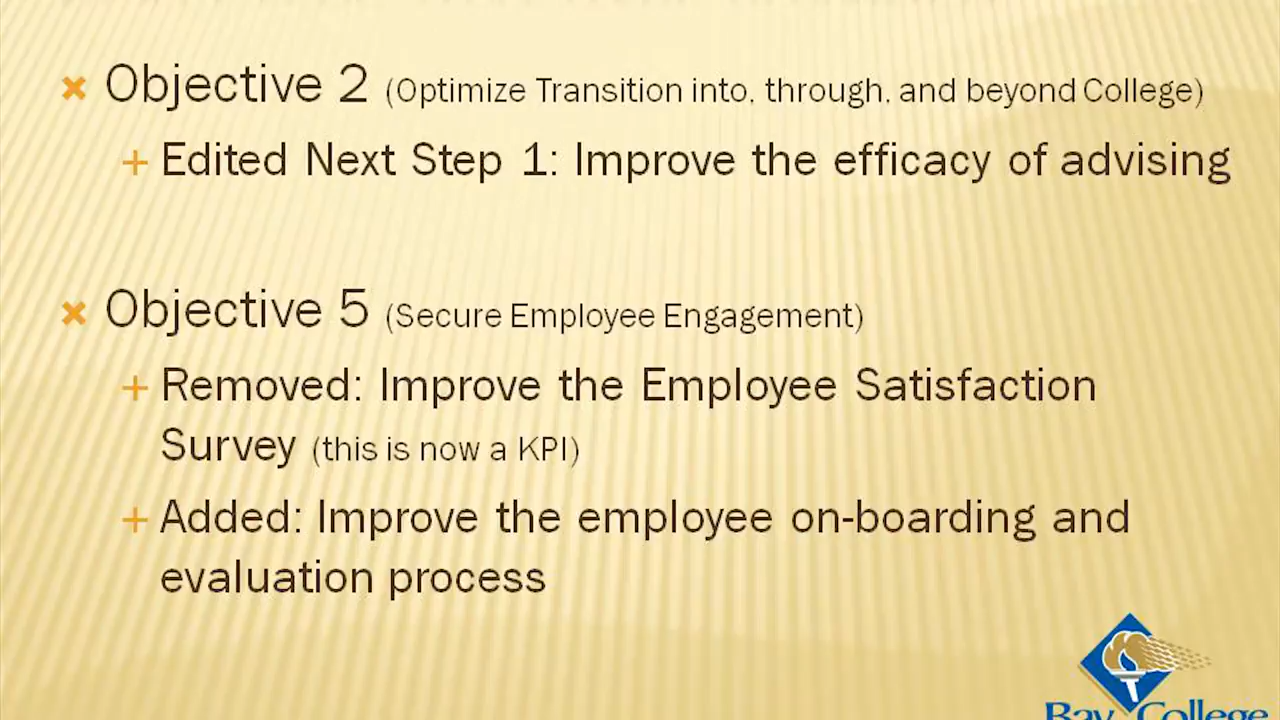 Objective 2 (Optimize Transition into, through, and beyond College)
Edited Next Step 1: Improve the efficacy of advising
Objective 5 (Secure Employee Engagement)
Removed: Improve the Employee Satisfaction
Survey (this is now a KPI)
Added: Improve the employee on-boarding and
evaluation process
Bay College